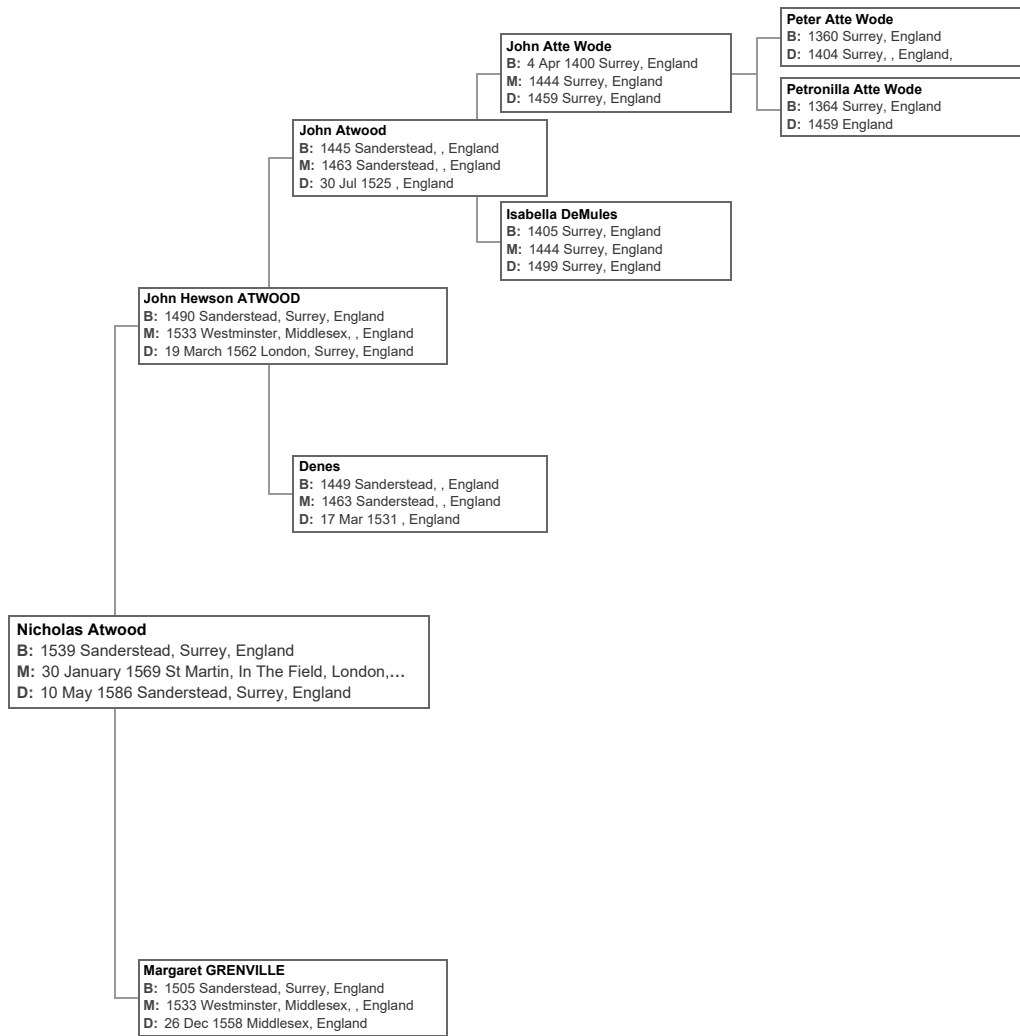 Peter Atte Wode
B: 1360 Surrey, England
D: 1404 Surrey, , England,
John Atte Wode
B: 4 Apr 1400 Surrey, England
M: 1444 Surrey, England
D: 1459 Surrey, England
Petronilla Atte Wode
B: 1364 Surrey, England
D: 1459 England
John Atwood
B: 1445 Sanderstead, , England
M: 1463 Sanderstead, , England
D: 30 Jul 1525 , England
Isabella DeMules
B: 1405 Surrey, England
M: 1444 Surrey, England
D: 1499 Surrey, England
John Hewson ATWOOD
B: 1490 Sanderstead, Surrey, England
M: 1533 Westminster, Middlesex, , England
D: 19 March 1562 London, Surrey, England
Denes
B: 1449 Sanderstead, , England
M: 1463 Sanderstead, , England
D: 17 Mar 1531 , England
Nicholas Atwood
B: 1539 Sanderstead, Surrey, England
M: 30 January 1569 St Martin, In The Field, London,...
D: 10 May 1586 Sanderstead, Surrey, England
Margaret GRENVILLE
B: 1505 Sanderstead, Surrey, England
M: 1533 Westminster, Middlesex, , England
D: 26 Dec 1558 Middlesex, England